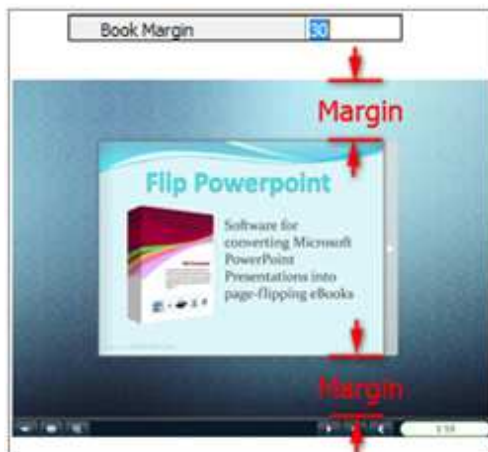 Book Margin 30
Margin
Flip Powerpoint
Software for
converting Microsoft
PowerPoint
Presentations into
page-flipping eBooks
Margin